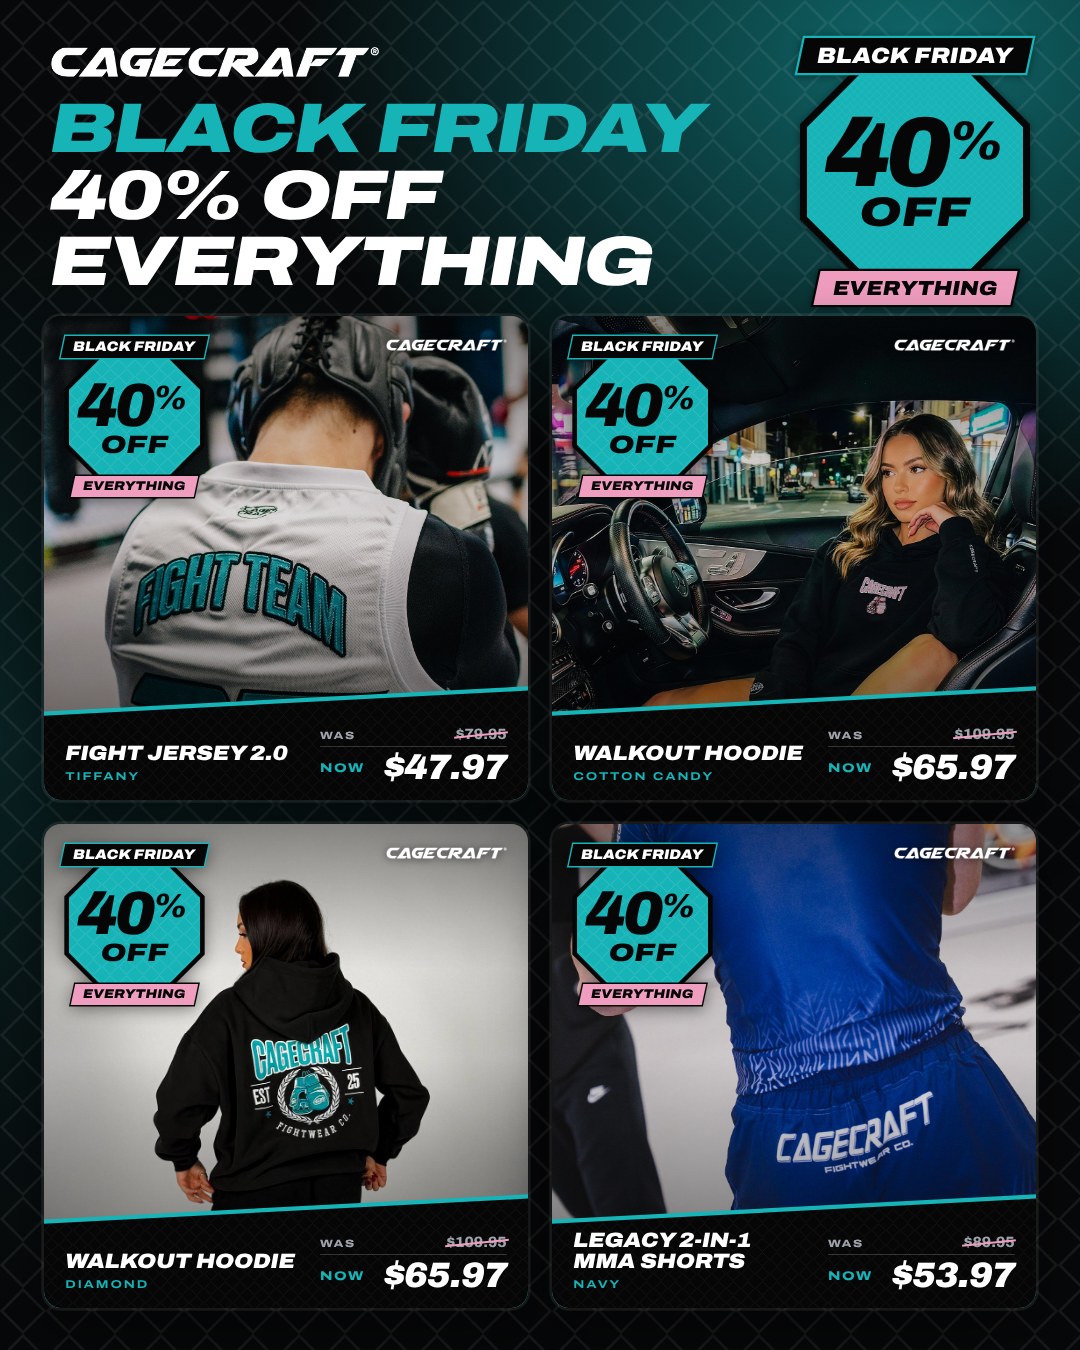 CAGECRAFT®
BLACK FRIDAY
40% OFF
EVERYTHING
BLACK FRIDAY
40%
OFF
EVERYTHING
BLACK FRIDAY
40%
OFF
EVERYTHING
CAGECRAFT®
FIGHT TEAM
FIGHT JERSEY 2.0
TIFFANY
WAS $79.95
NOW $47.97
BLACK FRIDAY
40%
OFF
EVERYTHING
CAGECRAFT®
CAGECRAFT
WALKOUT HOODIE
COTTON CANDY
WAS $109.95
NOW $65.97
BLACK FRIDAY
40%
OFF
EVERYTHING
CAGECRAFT®
CAGECRAFT
EST 25
FIGHTWEAR CO.
WALKOUT HOODIE
DIAMOND
WAS $109.95
NOW $65.97
BLACK FRIDAY
40%
OFF
EVERYTHING
CAGECRAFT®
CAGECRAFT
FIGHTWEAR CO.
LEGACY 2-IN-1
MMA SHORTS
NAVY
WAS $89.95
NOW $53.97